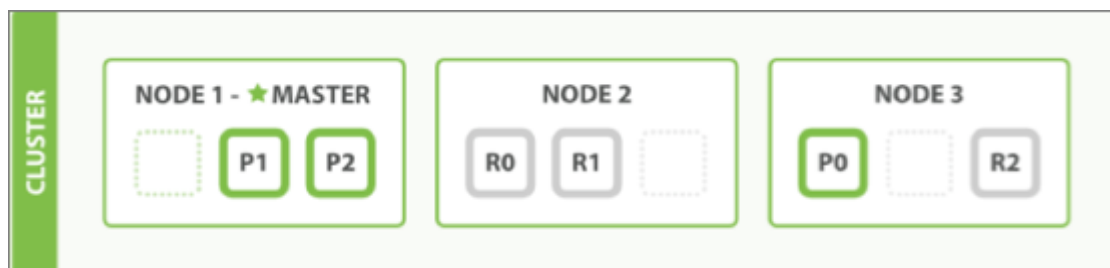 CLUSTER
NODE 1 - ★ MASTER
P1 P2
NODE 2
R0 R1
NODE 3
P0 R2